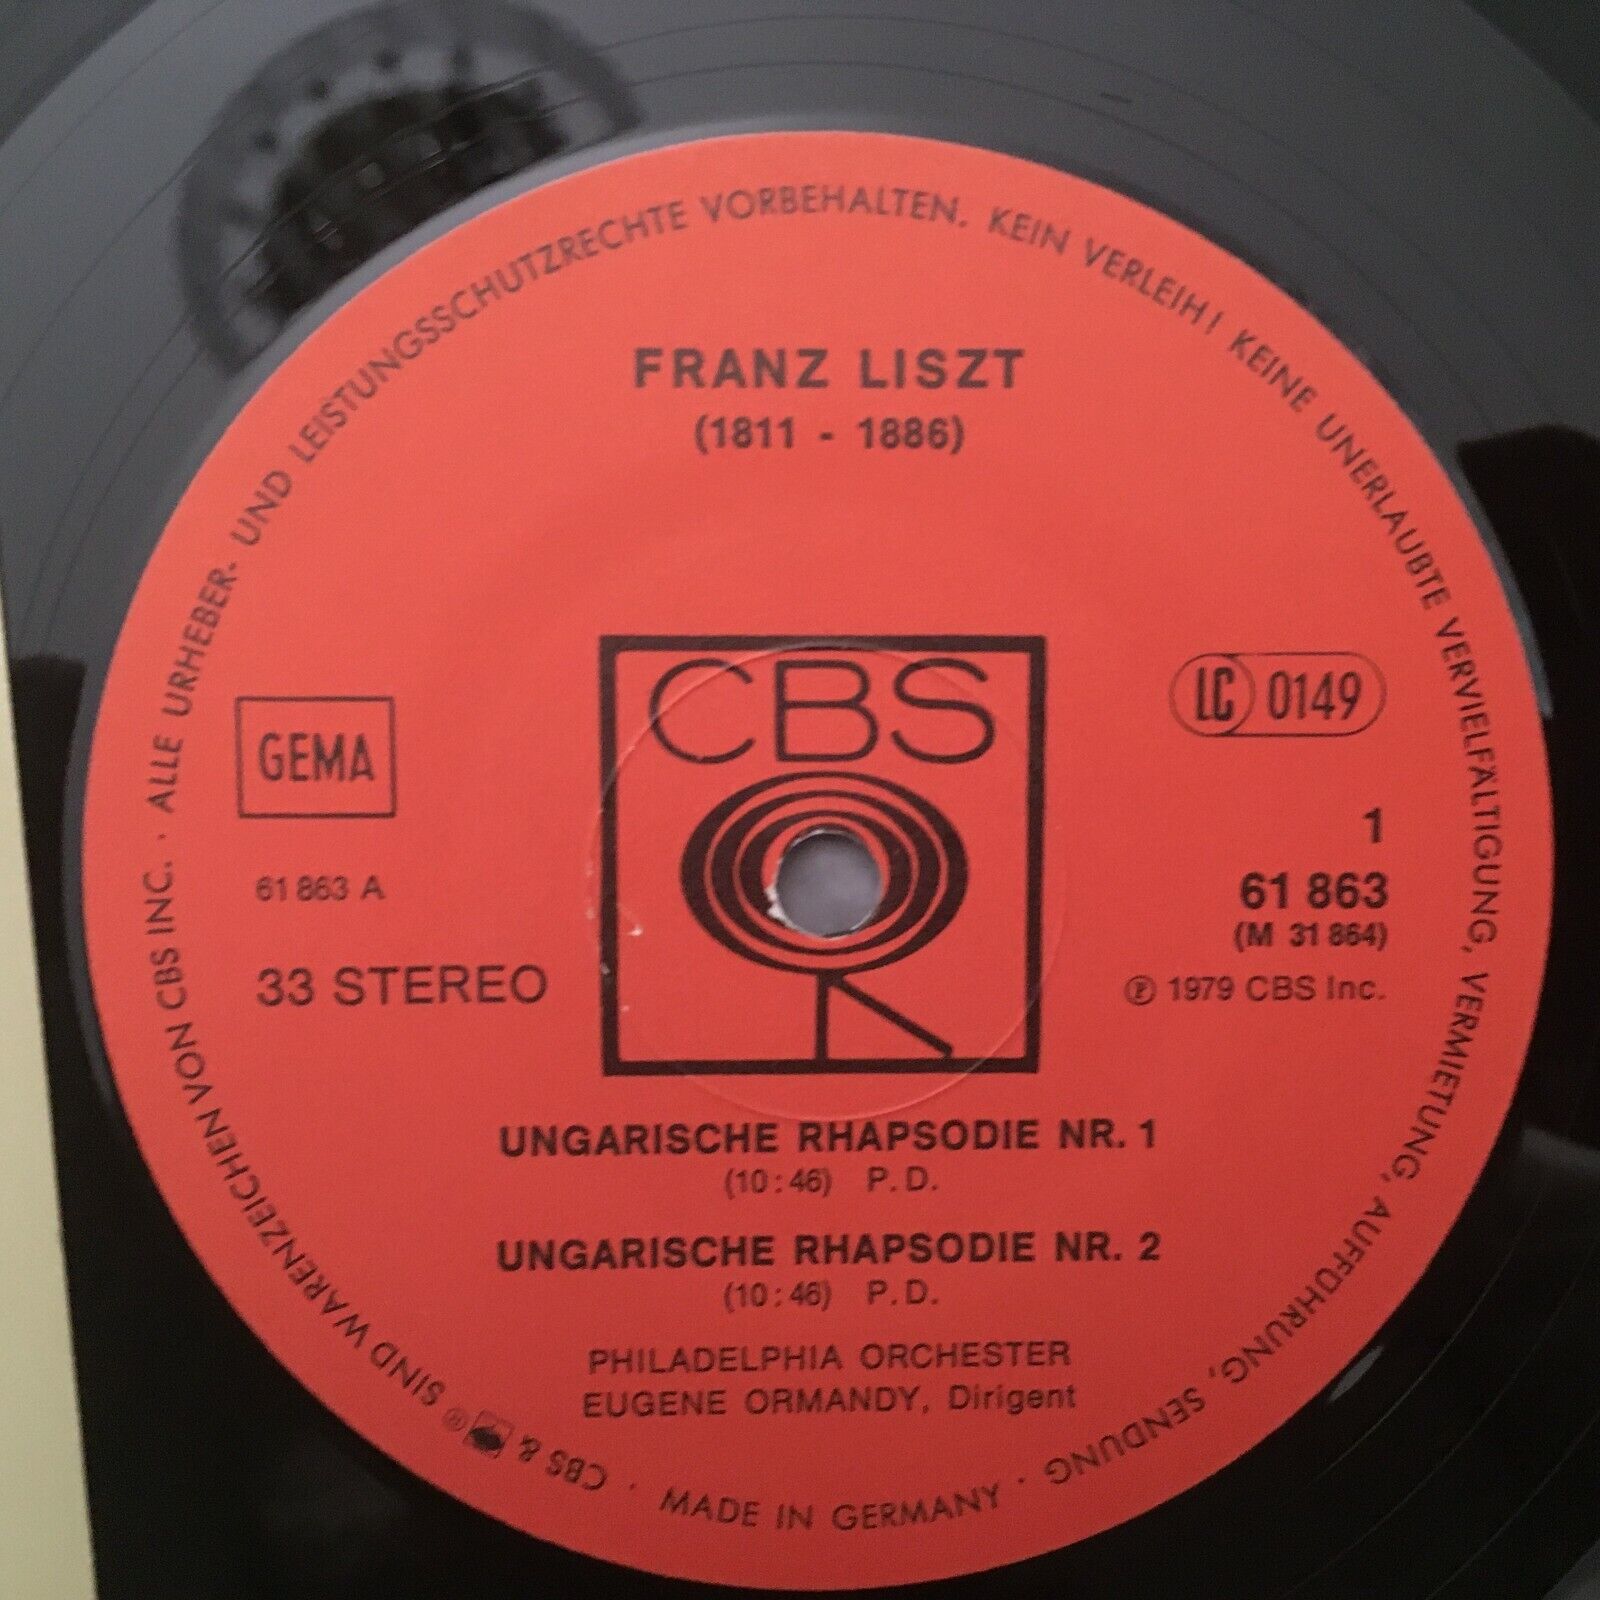 FRANZ LISZT
(1811 - 1886)
CBS
GEMA
LC 0149
61 863 A
33 STEREO
1
61 863
(M 31 864)
℗ 1979 CBS Inc.
UNGARISCHE RHAPSODIE NR. 1
(10:46) P.D.
UNGARISCHE RHAPSODIE NR. 2
(10:46) P.D.
PHILADELPHIA ORCHESTER
EUGENE ORMANDY, Dirigent
CBS & ® SIND WARENZEICHEN VON CBS INC. · ALLE URHEBER- UND LEISTUNGSSCHUTZRECHTE VORBEHALTEN. KEIN VERLEIH! KEINE UNERLAUBTE VERVIELFÄLTIGUNG, VERMIETUNG, AUFFÜHRUNG, SENDUNG ·
MADE IN GERMANY ·